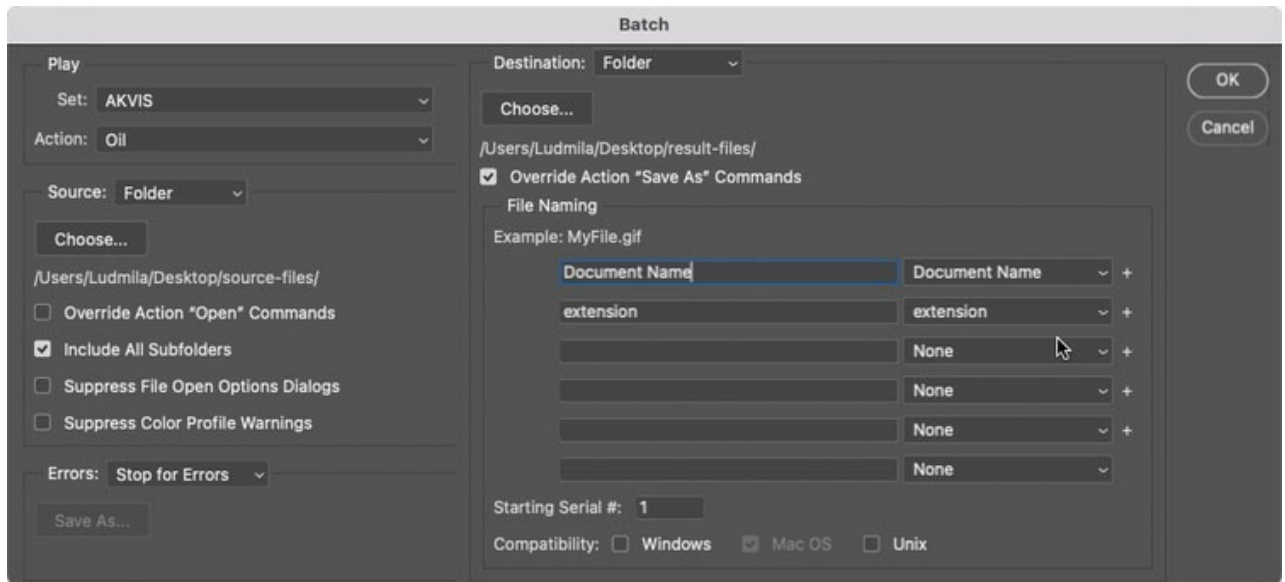 Batch
Play
Set: AKVIS
Action: Oil
Source: Folder
Choose...
/Users/Ludmila/Desktop/source-files/
Override Action "Open" Commands
Include All Subfolders
Suppress File Open Options Dialogs
Suppress Color Profile Warnings
Errors: Stop for Errors
Save As...
Destination: Folder
Choose...
/Users/Ludmila/Desktop/result-files/
Override Action "Save As" Commands
File Naming
Example: MyFile.gif
Document Name Document Name +
extension extension +
None +
None +
None +
None
Starting Serial #: 1
Compatibility: Windows Mac OS Unix
OK
Cancel